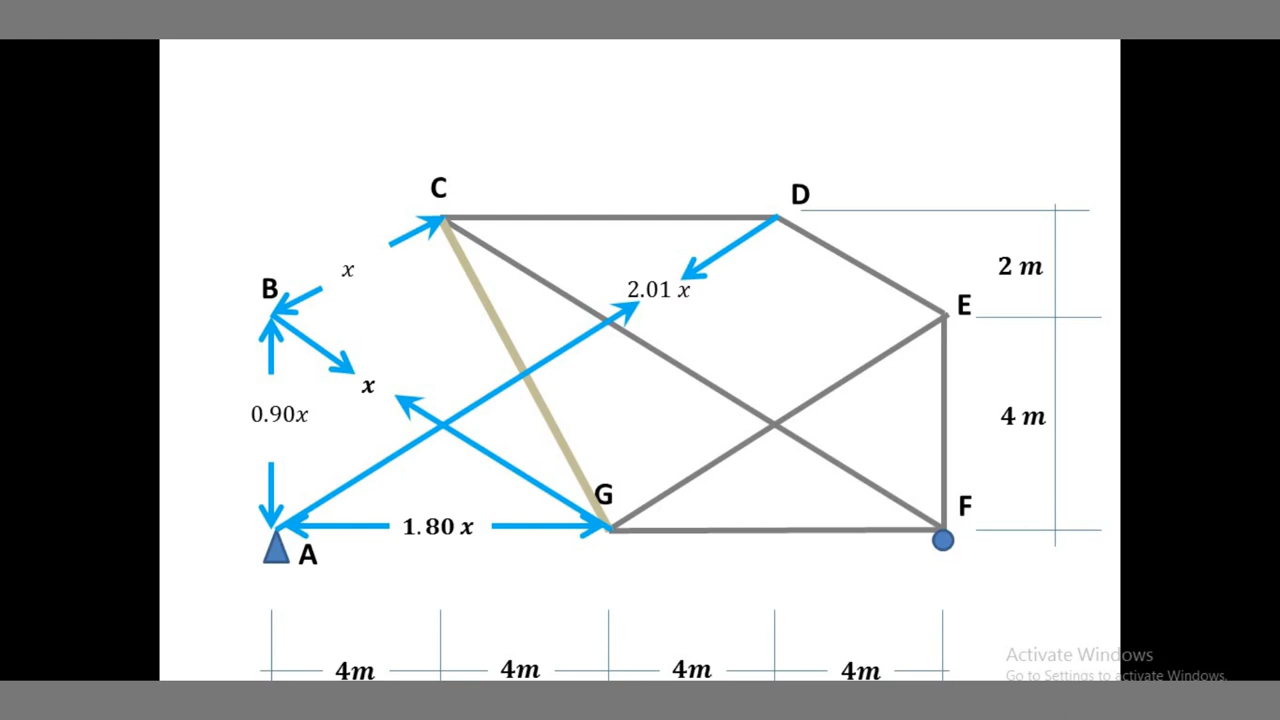 C
D
2 m
x
2.01 x
B
E
x
0.90x
4 m
G
F
1.80 x
A
4m
4m
4m
4m
Activate Windows
Go to Settings to activate Windows.